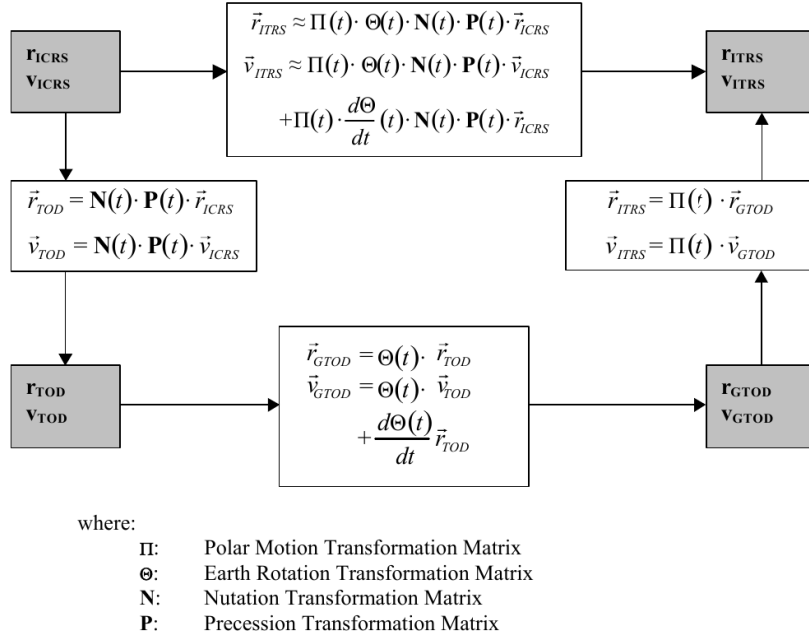 r_ICRS
v_ICRS
r⃗_ITRS ≈ Π(t)· Θ(t)· N(t)· P(t)· r⃗_ICRS
v⃗_ITRS ≈ Π(t)· Θ(t)· N(t)· P(t)· v⃗_ICRS
+Π(t)· dΘ/dt (t)· N(t)· P(t)· r⃗_ICRS
r_ITRS
v_ITRS
r⃗_TOD = N(t)· P(t)· r⃗_ICRS
v⃗_TOD = N(t)· P(t)· v⃗_ICRS
r⃗_ITRS = Π(t) · r⃗_GTOD
v⃗_ITRS = Π(t) · v⃗_GTOD
r_TOD
v_TOD
r⃗_GTOD = Θ(t)· r⃗_TOD
v⃗_GTOD = Θ(t)· v⃗_TOD
+ dΘ(t)/dt r⃗_TOD
r_GTOD
v_GTOD
where:
Π: Polar Motion Transformation Matrix
Θ: Earth Rotation Transformation Matrix
N: Nutation Transformation Matrix
P: Precession Transformation Matrix